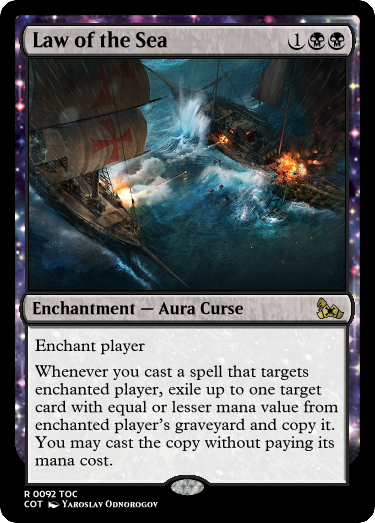 Law of the Sea
1
Enchantment — Aura Curse
Enchant player
Whenever you cast a spell that targets
enchanted player, exile up to one target
card with equal or lesser mana value from
enchanted player's graveyard and copy it.
You may cast the copy without paying its
mana cost.
R 0092 TOC
COT Yaroslav Odnorogov